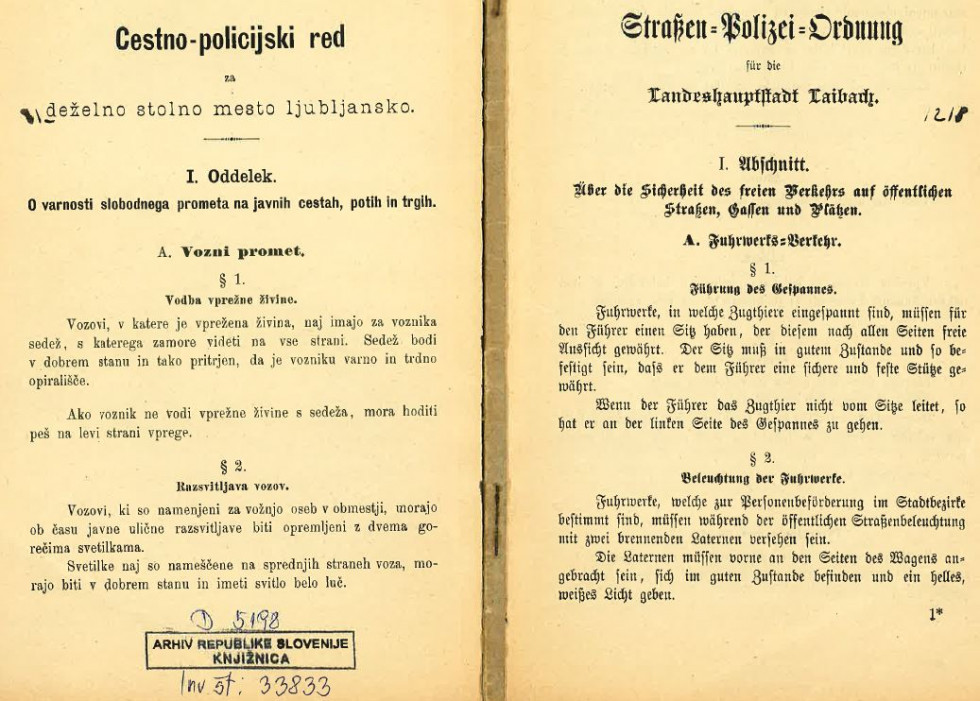 Cestno-policijski red
za
deželno stolno mesto ljubljansko.
I. Oddelek.
O varnosti slobodnega prometa na javnih cestah, potih in trgih.
A. Vozni promet.
§ 1.
Vodba vprežne živine.
Vozovi, v katere je vprežena živina, naj imajo za voznika
sedež, s katerega zamore videti na vse strani. Sedež bodi
v dobrem stanu in tako pritrjen, da je vozniku varno in trdno
opirališče.
Ako voznik ne vodi vprežne živine s sedeža, mora hoditi
peš na levi strani vprege.
§ 2.
Razsvitljava vozov.
Vozovi, ki so namenjeni za vožnjo oseb v obmestji, morajo
ob času javne ulične razsvitljave biti opremljeni z dvema go-
rečima svetilkama.
Svetilke naj so nameščene na sprednjih straneh voza, mo-
rajo biti v dobrem stanu in imeti svitlo belo luč.
D 5198
ARHIV REPUBLIKE SLOVENIJE
KNJIŽNICA
Inv št: 33833
Straßen-Polizei-Ordnung
für die
Landeshauptstadt Laibach.
1218
I. Abschnitt.
Über die Sicherheit des freien Verkehrs auf öffentlichen
Straßen, Gassen und Plätzen.
A. Fuhrwerks-Verkehr.
§ 1.
Führung des Gespannes.
Fuhrwerke, in welche Zugthiere eingespannt sind, müssen für
den Führer einen Sitz haben, der diesem nach allen Seiten freie
Aussicht gewährt. Der Sitz muß in gutem Zustande und so be-
festigt sein, dass er dem Führer eine sichere und feste Stütze ge-
währt.
Wenn der Führer das Zugthier nicht vom Sitze leitet, so
hat er an der linken Seite des Gespannes zu gehen.
§ 2.
Beleuchtung der Fuhrwerke.
Fuhrwerke, welche zur Personenbeförderung im Stadtbezirke
bestimmt sind, müssen während der öffentlichen Straßenbeleuchtung
mit zwei brennenden Laternen versehen sein.
Die Laternen müssen vorne an den Seiten des Wagens an-
gebracht sein, sich im guten Zustande befinden und ein helles,
weißes Licht geben.
1*